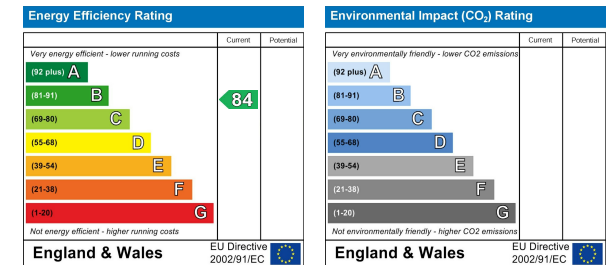 Energy Efficiency Rating
Current Potential
Very energy efficient - lower running costs
(92 plus) A
(81-91) B
84
(69-80) C
(55-68) D
(39-54) E
(21-38) F
(1-20) G
Not energy efficient - higher running costs
England & Wales
EU Directive
2002/91/EC
Environmental Impact (CO₂) Rating
Current Potential
Very environmentally friendly - lower CO2 emissions
(92 plus) A
(81-91) B
(69-80) C
(55-68) D
(39-54) E
(21-38) F
(1-20) G
Not environmentally friendly - higher CO2 emissions
England & Wales
EU Directive
2002/91/EC